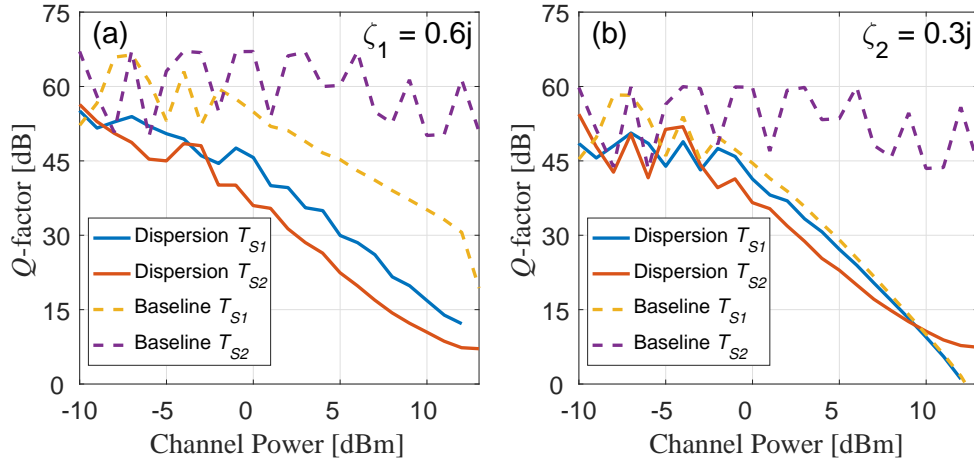 75
60
45
30
15
0
Q-factor [dB]
(a)
ζ1 = 0.6j
Dispersion TS1
Dispersion TS2
Baseline TS1
Baseline TS2
-10
-5
0
5
10
Channel Power [dBm]
75
60
45
30
15
0
Q-factor [dB]
(b)
ζ2 = 0.3j
Dispersion TS1
Dispersion TS2
Baseline TS1
Baseline TS2
-10
-5
0
5
10
Channel Power [dBm]